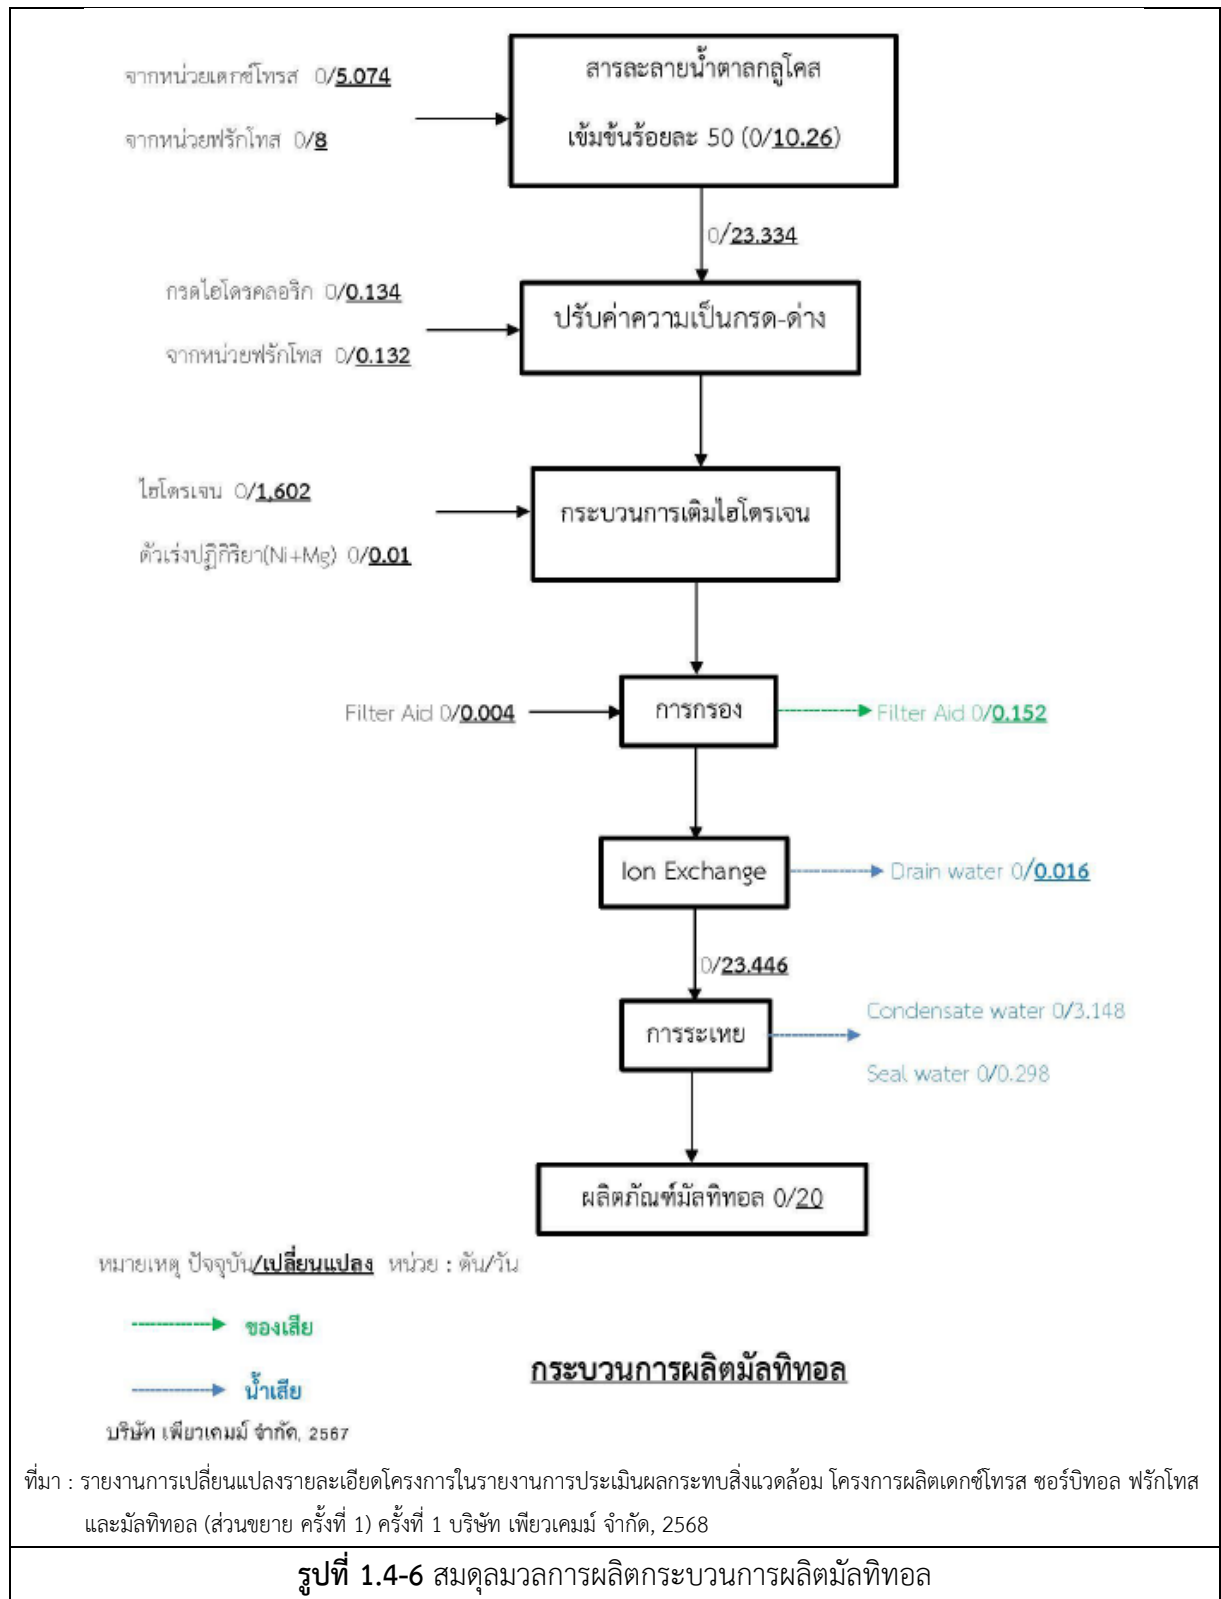 จากหน่วยเดกซ์โทรส 0/5.074
จากหน่วยฟรักโทส 0/8
สารละลายน้ำตาลกลูโคส
เข้มข้นร้อยละ 50 (0/10.26)
0/23.334
กรดไฮโดรคลอริก 0/0.134
จากหน่วยฟรักโทส 0/0.132
ปรับค่าความเป็นกรด-ด่าง
ไฮโดรเจน 0/1,602
ตัวเร่งปฏิกิริยา(Ni+Mg) 0/0.01
กระบวนการเติมไฮโดรเจน
Filter Aid 0/0.004
การกรอง
Filter Aid 0/0.152
Ion Exchange
Drain water 0/0.016
0/23.446
การระเหย
Condensate water 0/3.148
Seal water 0/0.298
ผลิตภัณฑ์มัลทิทอล 0/20
หมายเหตุ ปัจจุบัน/เปลี่ยนแปลง หน่วย : ตัน/วัน
ของเสีย
น้ำเสีย
กระบวนการผลิตมัลทิทอล
บริษัท เพียวเคมม์ จำกัด, 2567
ที่มา : รายงานการเปลี่ยนแปลงรายละเอียดโครงการในรายงานการประเมินผลกระทบสิ่งแวดล้อม โครงการผลิตเดกซ์โทรส ซอร์บิทอล ฟรักโทส
และมัลทิทอล (ส่วนขยาย ครั้งที่ 1) ครั้งที่ 1 บริษัท เพียวเคมม์ จำกัด, 2568
รูปที่ 1.4-6 สมดุลมวลการผลิตกระบวนการผลิตมัลทิทอล